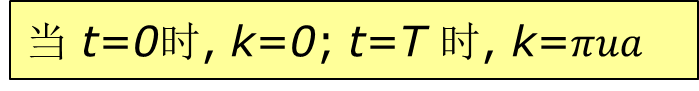 当 t=0时, k=0; t=T 时, k=πua